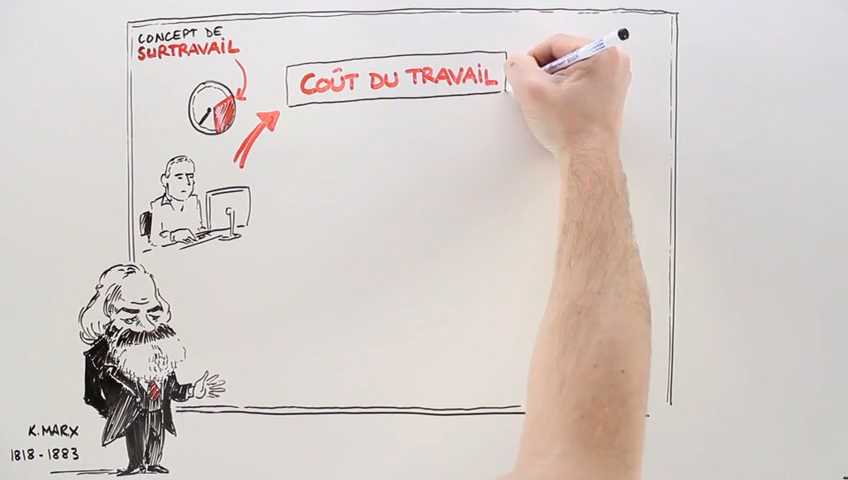 CONCEPT DE
SURTRAVAIL
COÛT DU TRAVAIL
K. MARX
1818 - 1883